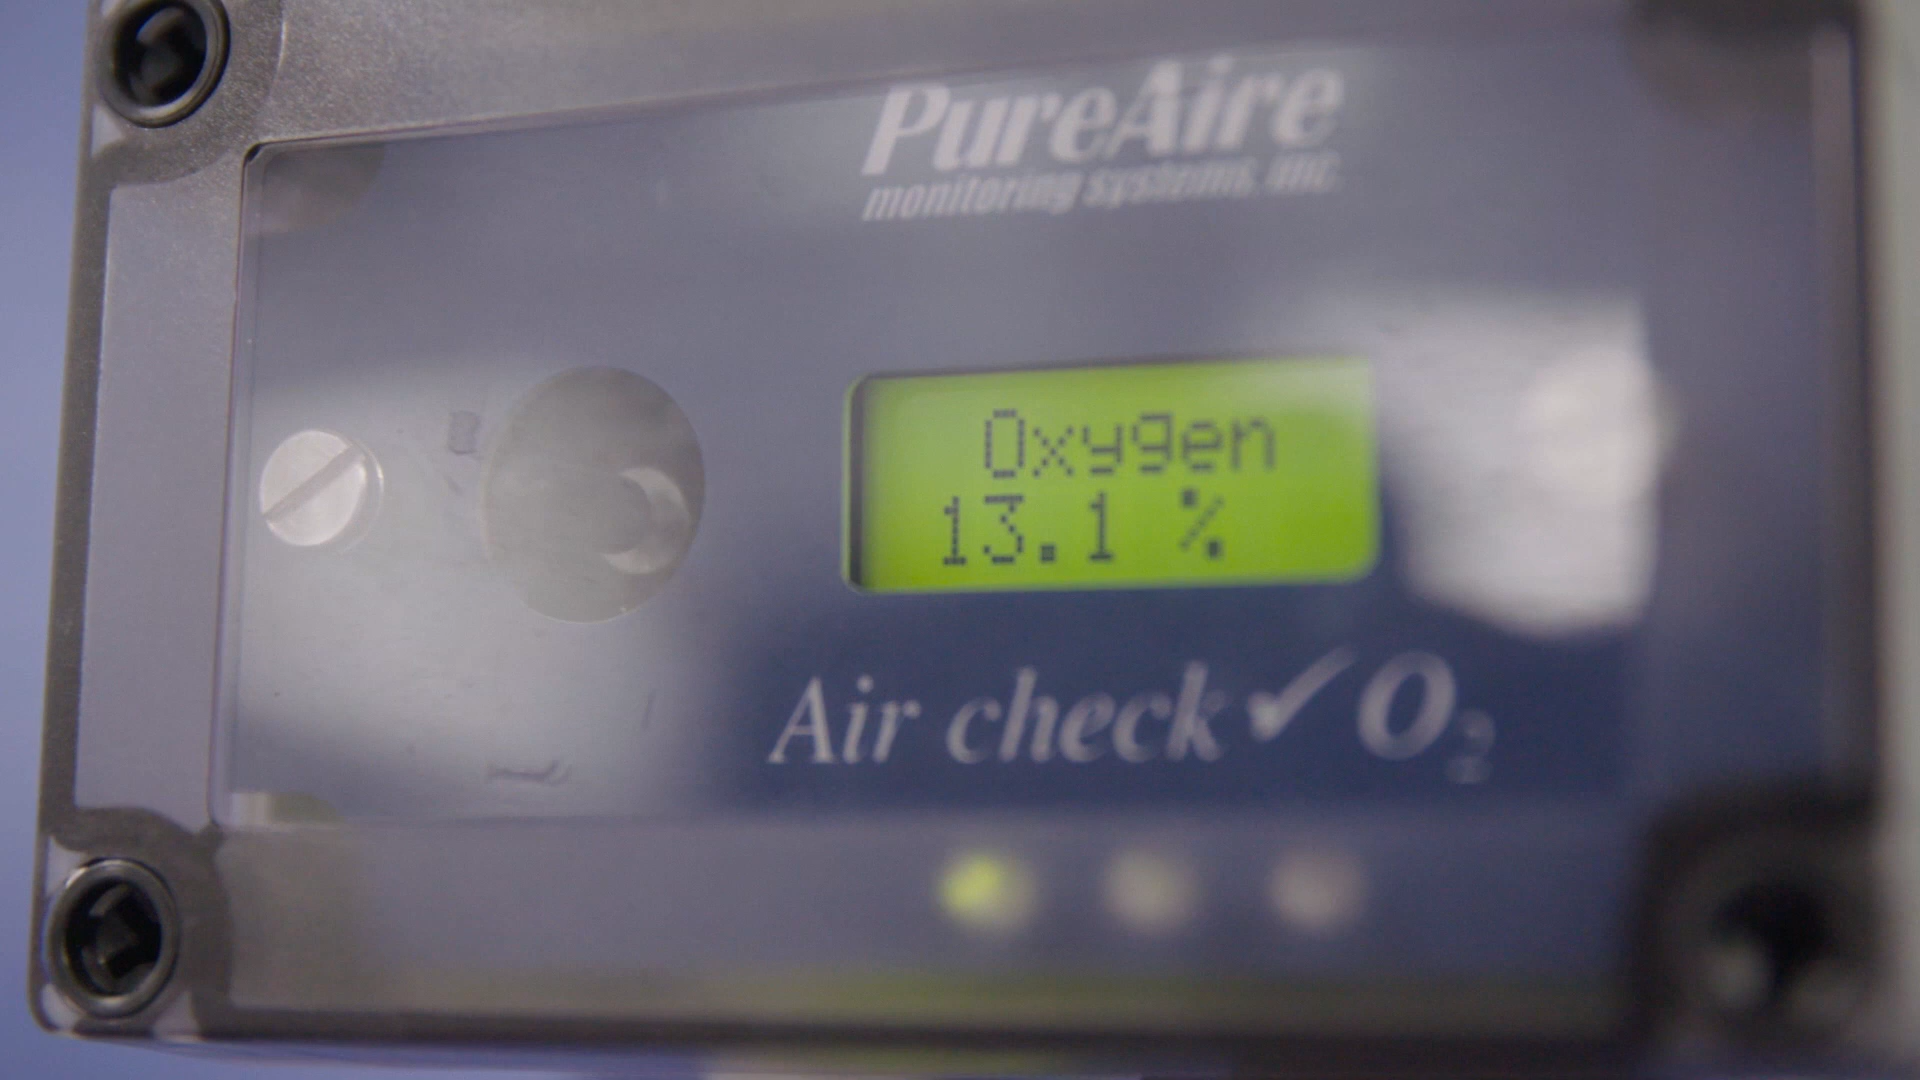 PureAire
monitoring systems, inc.
Oxygen
13.1 %
Air check✓O₂